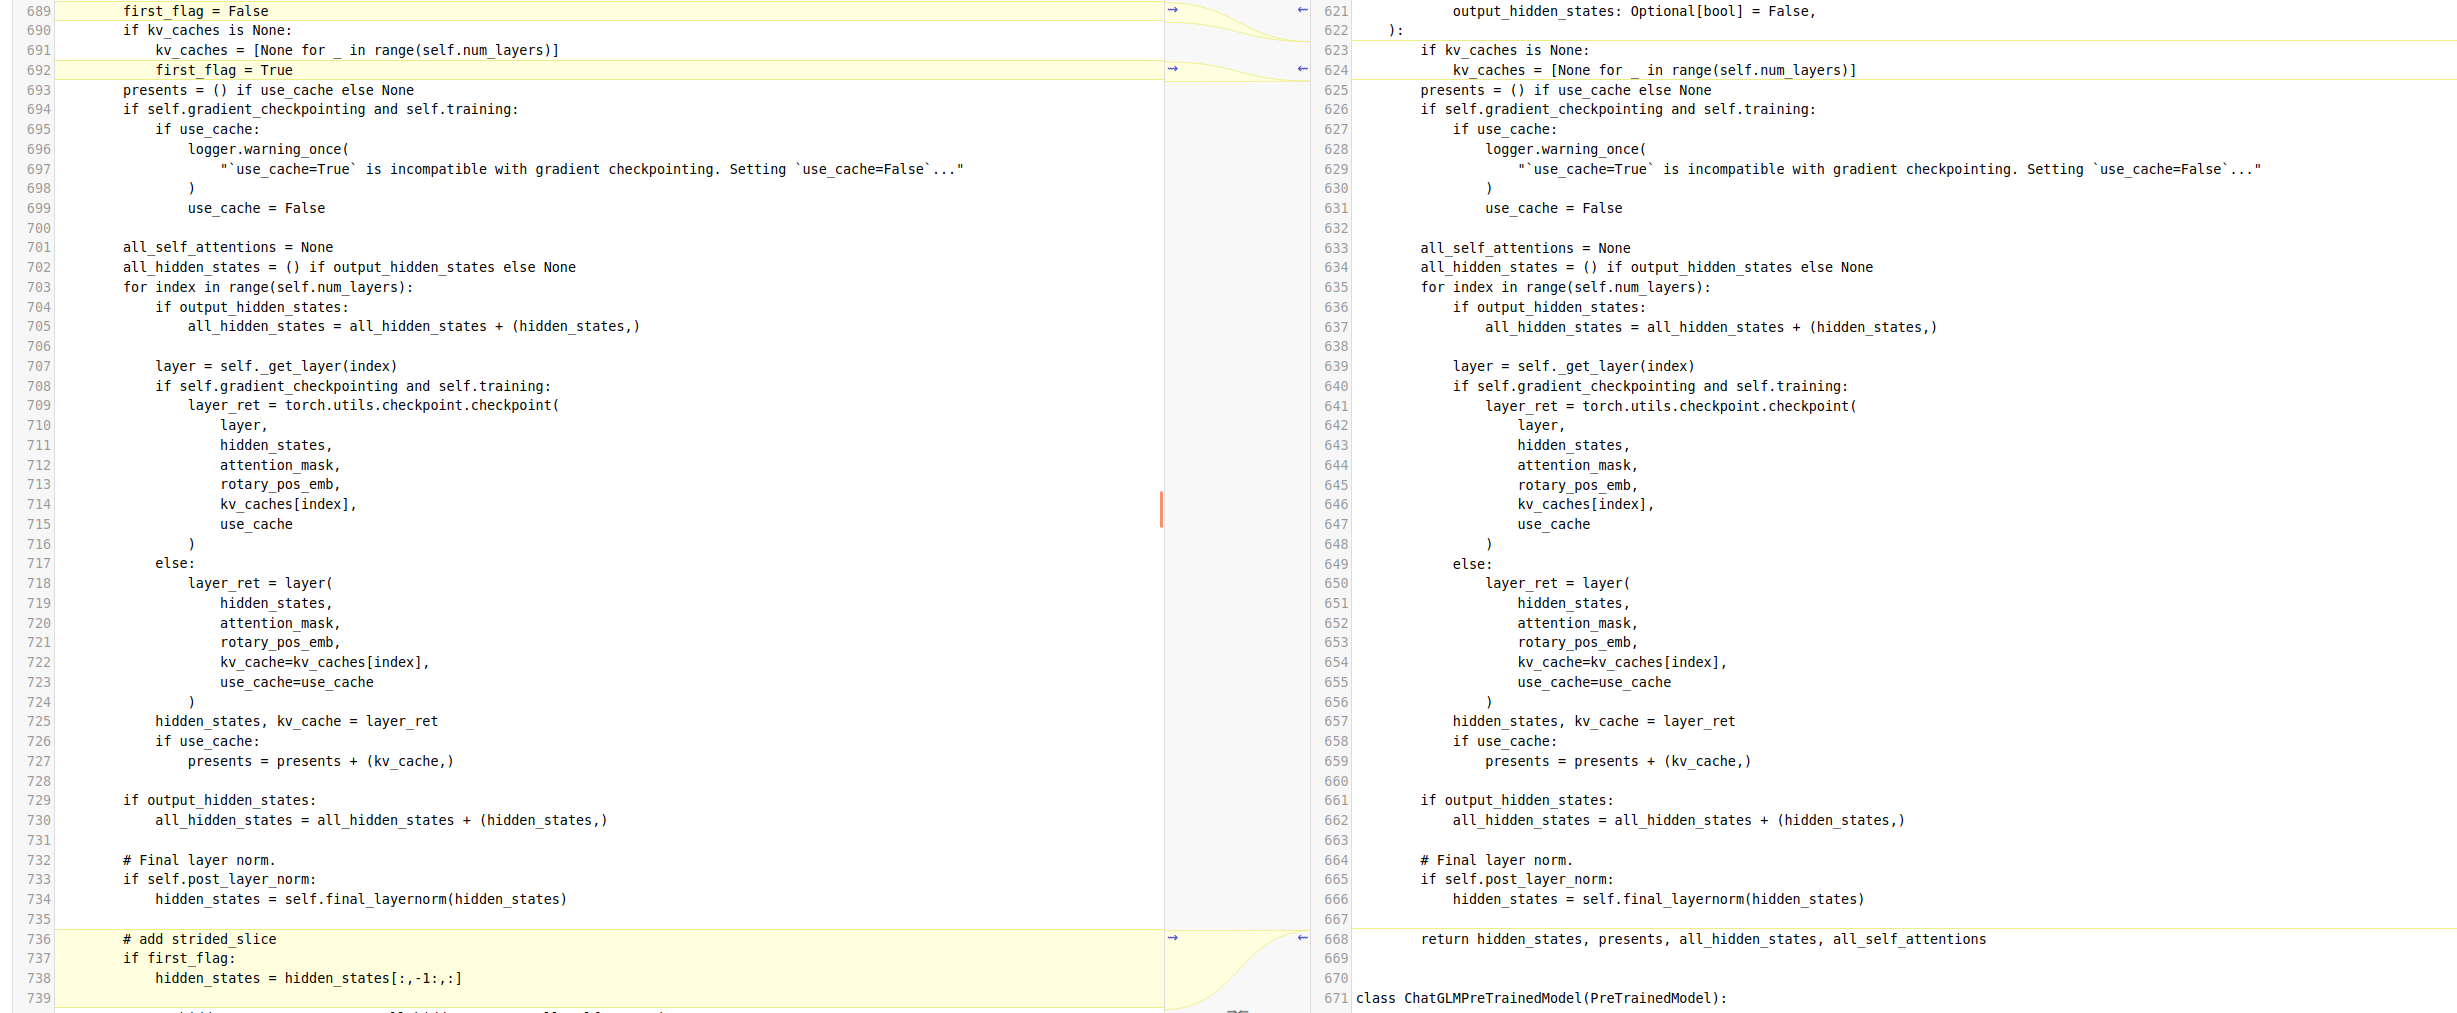 689 first_flag = False
690 if kv_caches is None:
691 kv_caches = [None for _ in range(self.num_layers)]
692 first_flag = True
693 presents = () if use_cache else None
694 if self.gradient_checkpointing and self.training:
695 if use_cache:
696 logger.warning_once(
697 "`use_cache=True` is incompatible with gradient checkpointing. Setting `use_cache=False`..."
698 )
699 use_cache = False
700
701 all_self_attentions = None
702 all_hidden_states = () if output_hidden_states else None
703 for index in range(self.num_layers):
704 if output_hidden_states:
705 all_hidden_states = all_hidden_states + (hidden_states,)
706
707 layer = self._get_layer(index)
708 if self.gradient_checkpointing and self.training:
709 layer_ret = torch.utils.checkpoint.checkpoint(
710 layer,
711 hidden_states,
712 attention_mask,
713 rotary_pos_emb,
714 kv_caches[index],
715 use_cache
716 )
717 else:
718 layer_ret = layer(
719 hidden_states,
720 attention_mask,
721 rotary_pos_emb,
722 kv_cache=kv_caches[index],
723 use_cache=use_cache
724 )
725 hidden_states, kv_cache = layer_ret
726 if use_cache:
727 presents = presents + (kv_cache,)
728
729 if output_hidden_states:
730 all_hidden_states = all_hidden_states + (hidden_states,)
731
732 # Final layer norm.
733 if self.post_layer_norm:
734 hidden_states = self.final_layernorm(hidden_states)
735
736 # add strided_slice
737 if first_flag:
738 hidden_states = hidden_states[:,-1:,:]
739
621 output_hidden_states: Optional[bool] = False,
622 ):
623 if kv_caches is None:
624 kv_caches = [None for _ in range(self.num_layers)]
625 presents = () if use_cache else None
626 if self.gradient_checkpointing and self.training:
627 if use_cache:
628 logger.warning_once(
629 "`use_cache=True` is incompatible with gradient checkpointing. Setting `use_cache=False`..."
630 )
631 use_cache = False
632
633 all_self_attentions = None
634 all_hidden_states = () if output_hidden_states else None
635 for index in range(self.num_layers):
636 if output_hidden_states:
637 all_hidden_states = all_hidden_states + (hidden_states,)
638
639 layer = self._get_layer(index)
640 if self.gradient_checkpointing and self.training:
641 layer_ret = torch.utils.checkpoint.checkpoint(
642 layer,
643 hidden_states,
644 attention_mask,
645 rotary_pos_emb,
646 kv_caches[index],
647 use_cache
648 )
649 else:
650 layer_ret = layer(
651 hidden_states,
652 attention_mask,
653 rotary_pos_emb,
654 kv_cache=kv_caches[index],
655 use_cache=use_cache
656 )
657 hidden_states, kv_cache = layer_ret
658 if use_cache:
659 presents = presents + (kv_cache,)
660
661 if output_hidden_states:
662 all_hidden_states = all_hidden_states + (hidden_states,)
663
664 # Final layer norm.
665 if self.post_layer_norm:
666 hidden_states = self.final_layernorm(hidden_states)
667
668 return hidden_states, presents, all_hidden_states, all_self_attentions
669
670
671 class ChatGLMPreTrainedModel(PreTrainedModel):